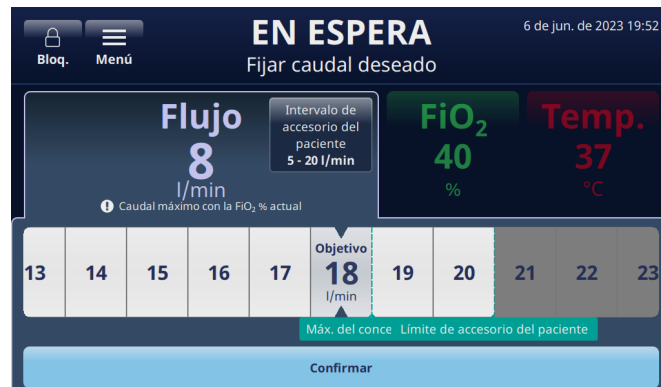 EN ESPERA
6 de jun. de 2023 19:52
Bloq.
Menú
Fijar caudal deseado
Flujo
8
l/min
Intervalo de
accesorio del
paciente
5 - 20 l/min
! Caudal máximo con la FiO₂ % actual
FiO₂
40
%
Temp.
37
°C
13
14
15
16
17
Objetivo
18
l/min
19
20
21
22
23
Máx. del conce
Límite de accesorio del paciente
Confirmar